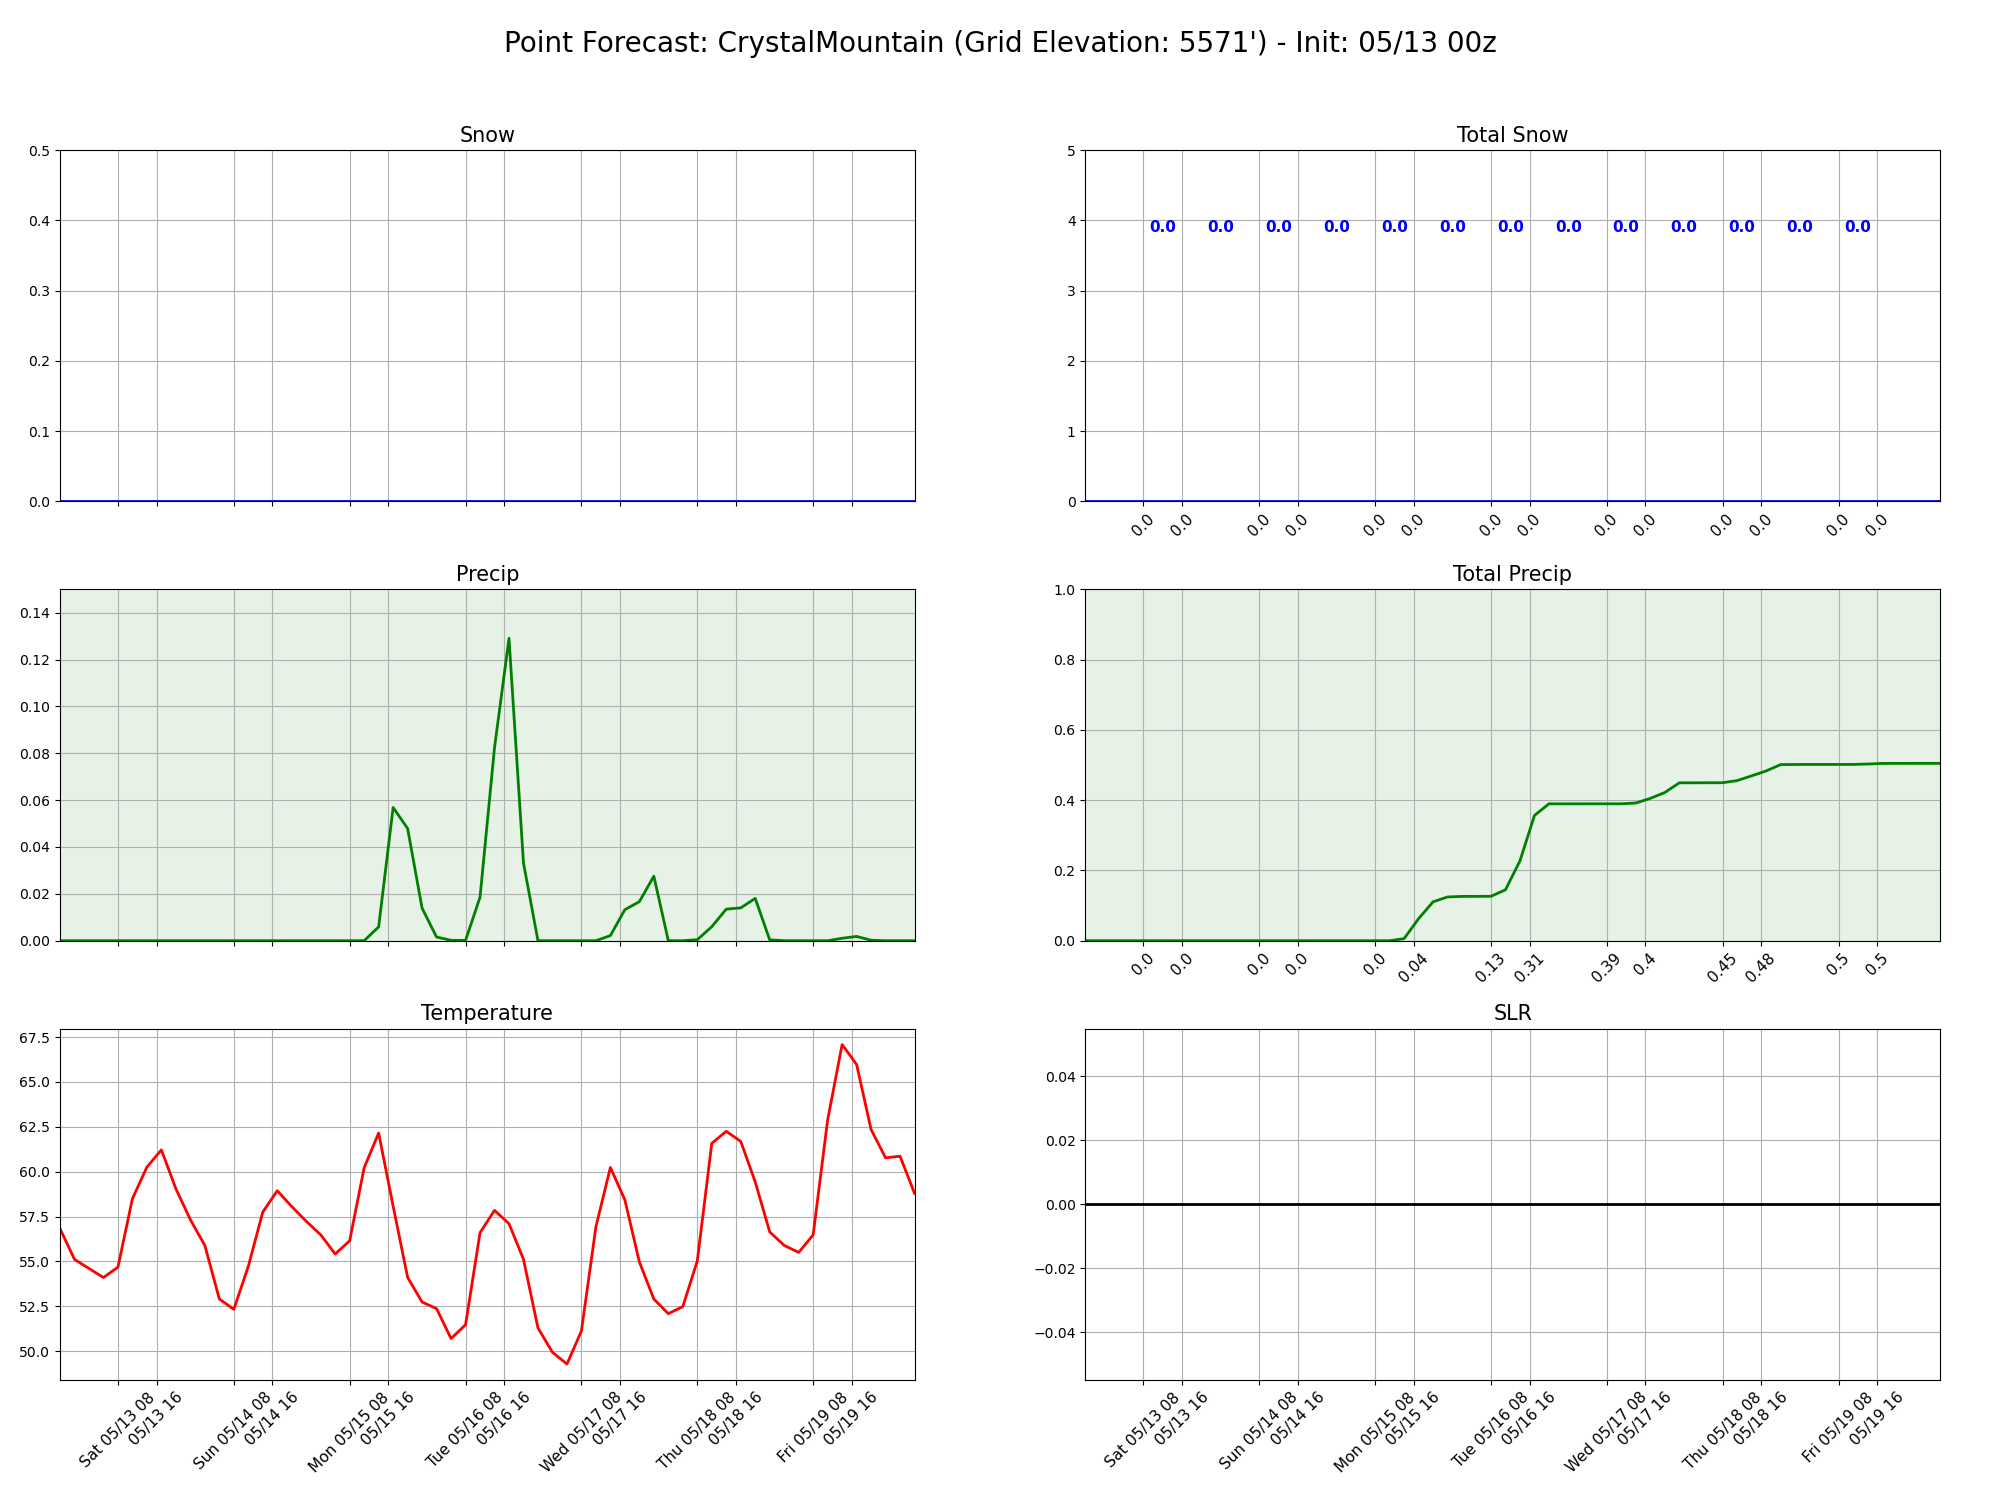 Point Forecast: CrystalMountain (Grid Elevation: 5571') - Init: 05/13 00z
Snow
0.5
0.4
0.3
0.2
0.1
0.0
Total Snow
5
4
3
2
1
0
0.0 0.0 0.0 0.0 0.0 0.0 0.0 0.0 0.0 0.0 0.0 0.0 0.0
0.0 0.0 0.0 0.0 0.0 0.0 0.0 0.0 0.0 0.0 0.0 0.0 0.0 0.0
Precip
0.14
0.12
0.10
0.08
0.06
0.04
0.02
0.00
Total Precip
1.0
0.8
0.6
0.4
0.2
0.0
0.0 0.0 0.0 0.0 0.0 0.04 0.13 0.31 0.39 0.4 0.45 0.48 0.5 0.5
Temperature
67.5
65.0
62.5
60.0
57.5
55.0
52.5
50.0
Sat 05/13 08
05/13 16
Sun 05/14 08
05/14 16
Mon 05/15 08
05/15 16
Tue 05/16 08
05/16 16
Wed 05/17 08
05/17 16
Thu 05/18 08
05/18 16
Fri 05/19 08
05/19 16
SLR
0.04
0.02
0.00
−0.02
−0.04
Sat 05/13 08
05/13 16
Sun 05/14 08
05/14 16
Mon 05/15 08
05/15 16
Tue 05/16 08
05/16 16
Wed 05/17 08
05/17 16
Thu 05/18 08
05/18 16
Fri 05/19 08
05/19 16